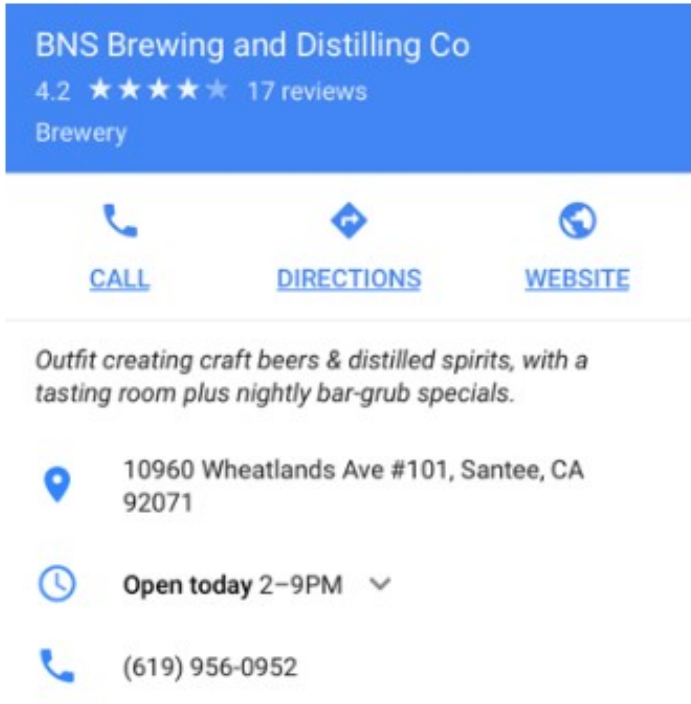 BNS Brewing and Distilling Co
4.2 ★★★★★ 17 reviews
Brewery
CALL DIRECTIONS WEBSITE
Outfit creating craft beers & distilled spirits, with a
tasting room plus nightly bar-grub specials.
10960 Wheatlands Ave #101, Santee, CA
92071
Open today 2–9PM
(619) 956-0952